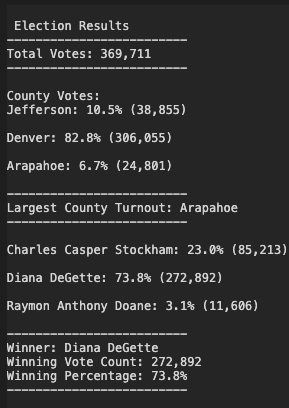 Election Results
-------------------------
Total Votes: 369,711
-------------------------
County Votes:
Jefferson: 10.5% (38,855)
Denver: 82.8% (306,055)
Arapahoe: 6.7% (24,801)
-------------------------
Largest County Turnout: Arapahoe
-------------------------
Charles Casper Stockham: 23.0% (85,213)
Diana DeGette: 73.8% (272,892)
Raymon Anthony Doane: 3.1% (11,606)
-------------------------
Winner: Diana DeGette
Winning Vote Count: 272,892
Winning Percentage: 73.8%
-------------------------